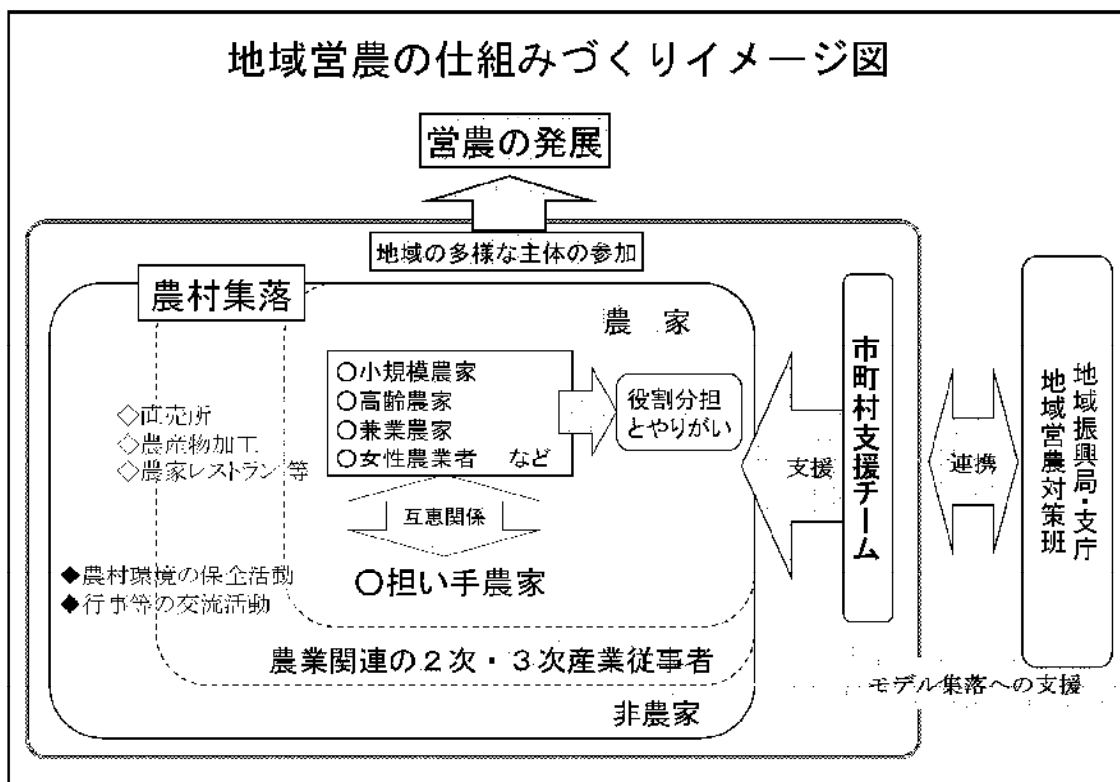 地域営農の仕組みづくりイメージ図
営農の発展
地域の多様な主体の参加
農村集落
農　家
○小規模農家
○高齢農家
○兼業農家
○女性農業者　など
役割分担
とやりがい
◇直売所
◇農産物加工
◇農家レストラン 等
互恵関係
○担い手農家
◆農村環境の保全活動
◆行事等の交流活動
農業関連の２次・３次産業従事者
非農家
支援
市町村支援チーム
連携
地域振興局・支庁
地域営農対策班
モデル集落への支援